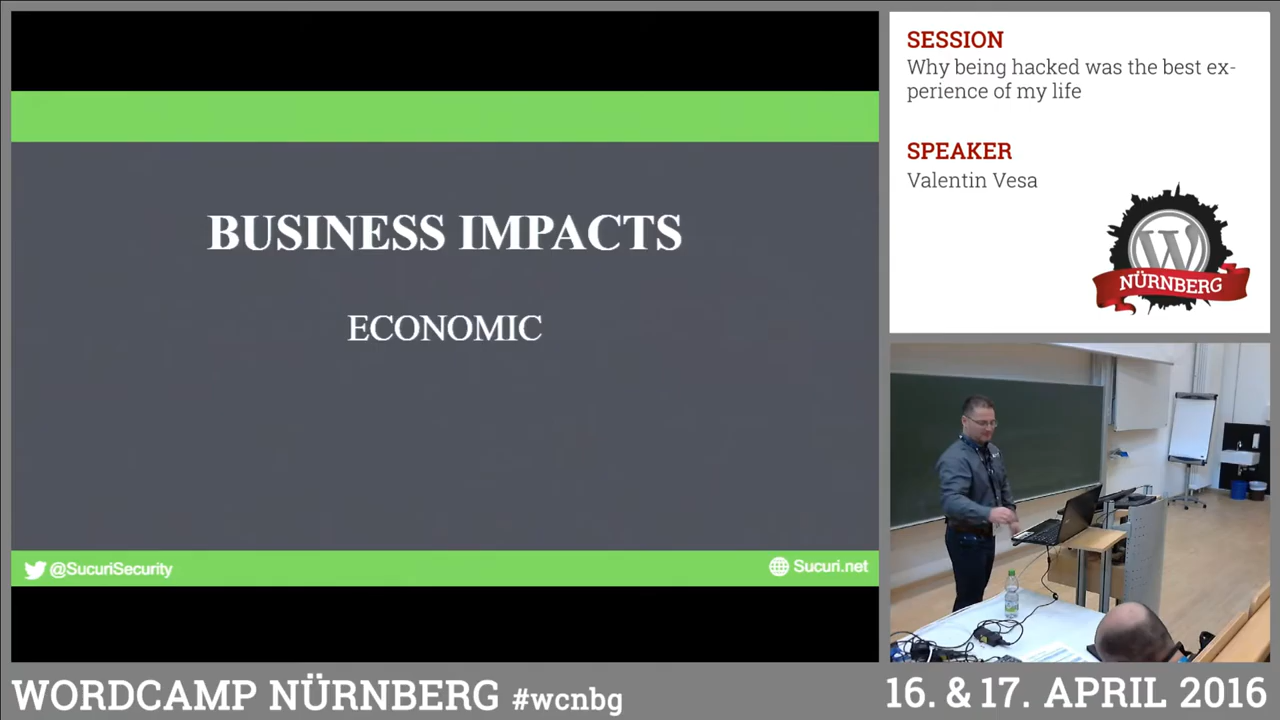 BUSINESS IMPACTS
ECONOMIC
@SucuriSecurity
Sucuri.net
SESSION
Why being hacked was the best ex-
perience of my life
SPEAKER
Valentin Vesa
W
NÜRNBERG
WORDCAMP NÜRNBERG #wcnbg
16. & 17. APRIL 2016